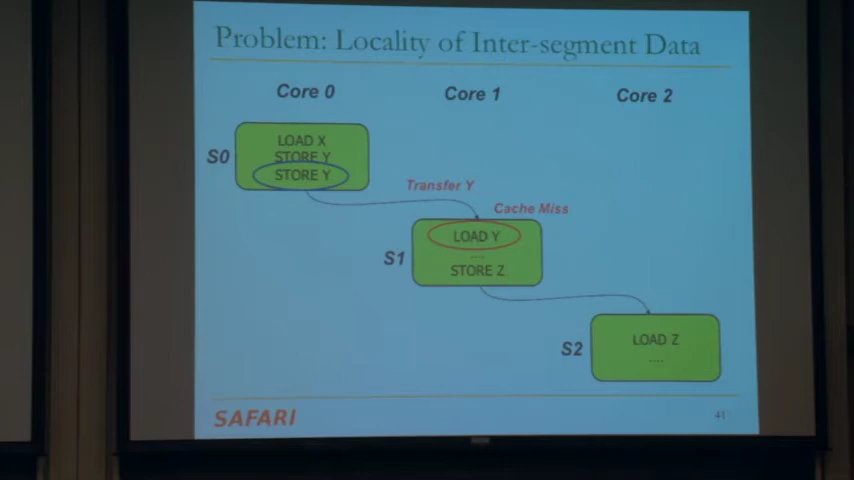 Problem: Locality of Inter-segment Data
Core 0
Core 1
Core 2
S0
LOAD X
STORE Y
STORE Y
Transfer Y
Cache Miss
S1
LOAD Y
....
STORE Z
S2
LOAD Z
....
SAFARI
41